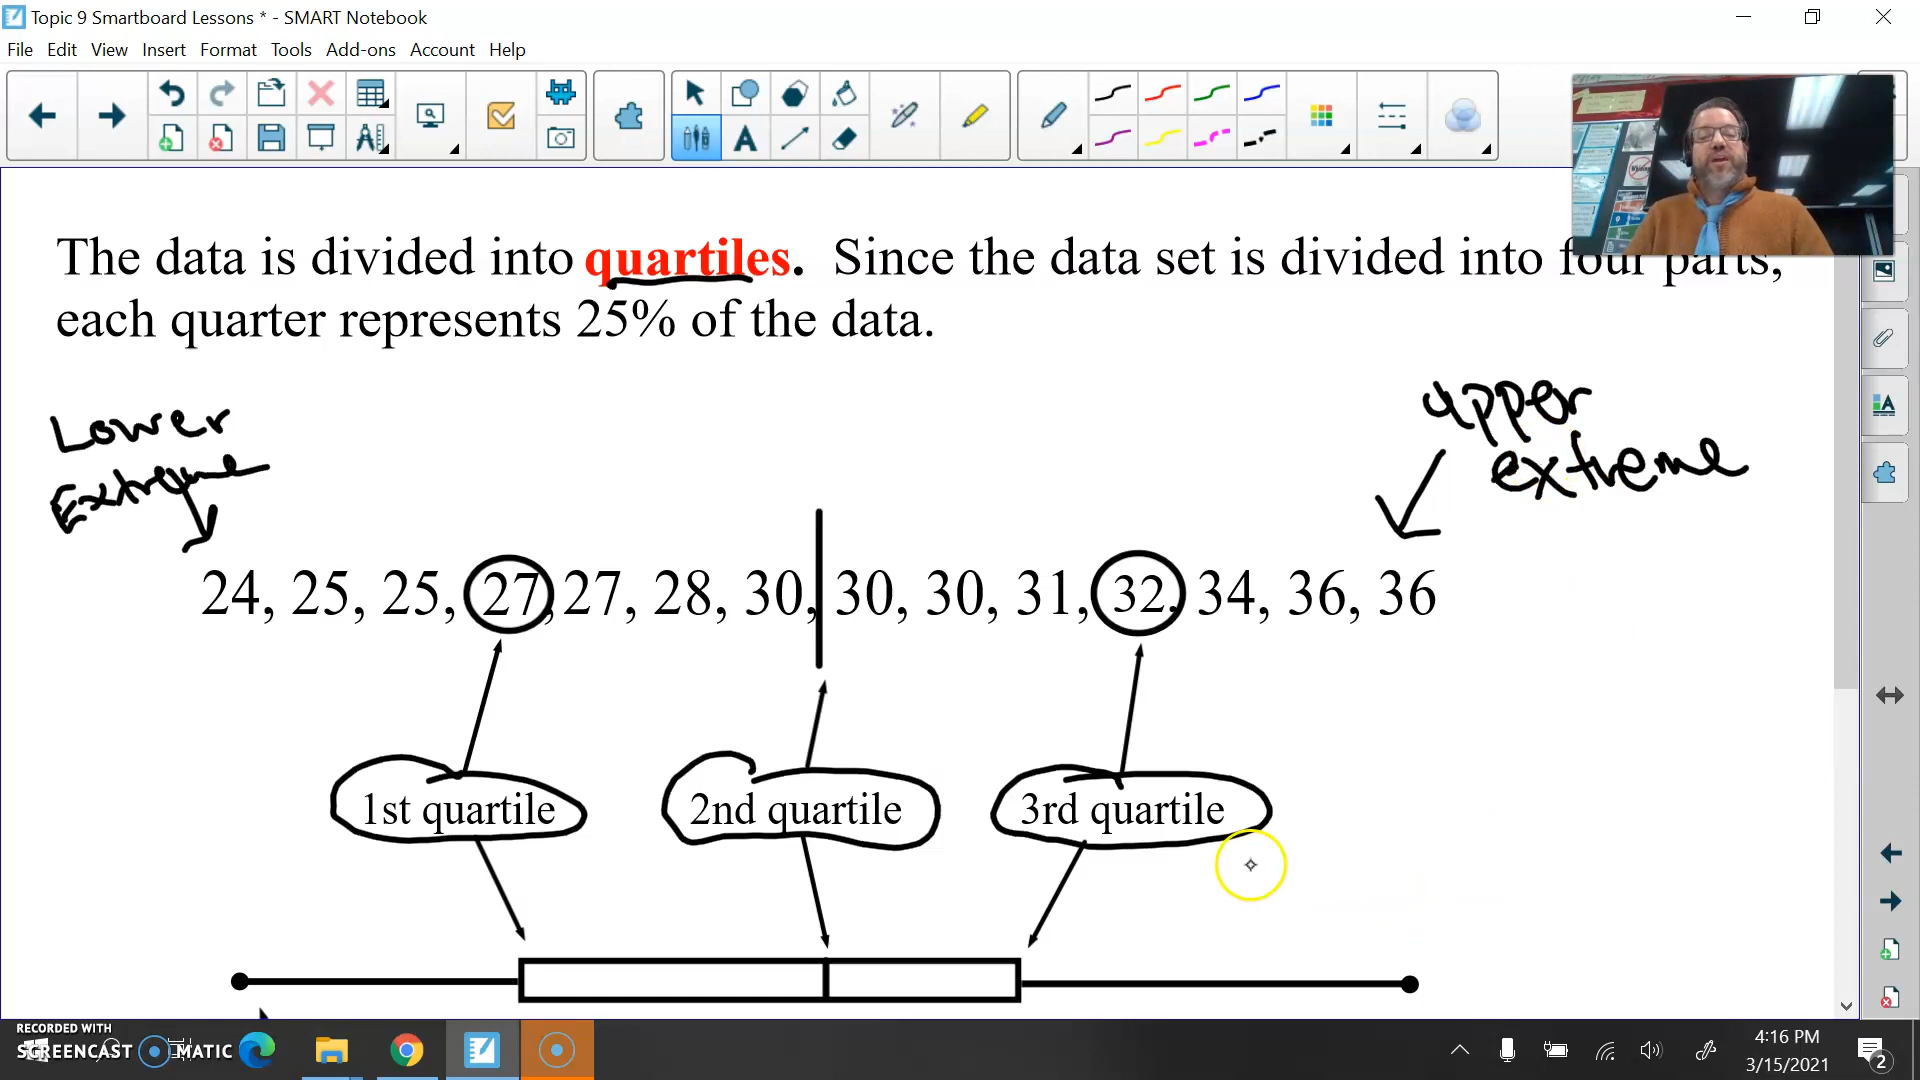 Topic 9 Smartboard Lessons * - SMART Notebook
File Edit View Insert Format Tools Add-ons Account Help
The data is divided into quartiles. Since the data set is divided into four parts,
each quarter represents 25% of the data.
Lower
Extreme
upper
extreme
24, 25, 25, 27, 27, 28, 30, 30, 30, 31, 32, 34, 36, 36
1st quartile 2nd quartile 3rd quartile
RECORDED WITH
SCREENCAST MATIC
4:16 PM
3/15/2021
2